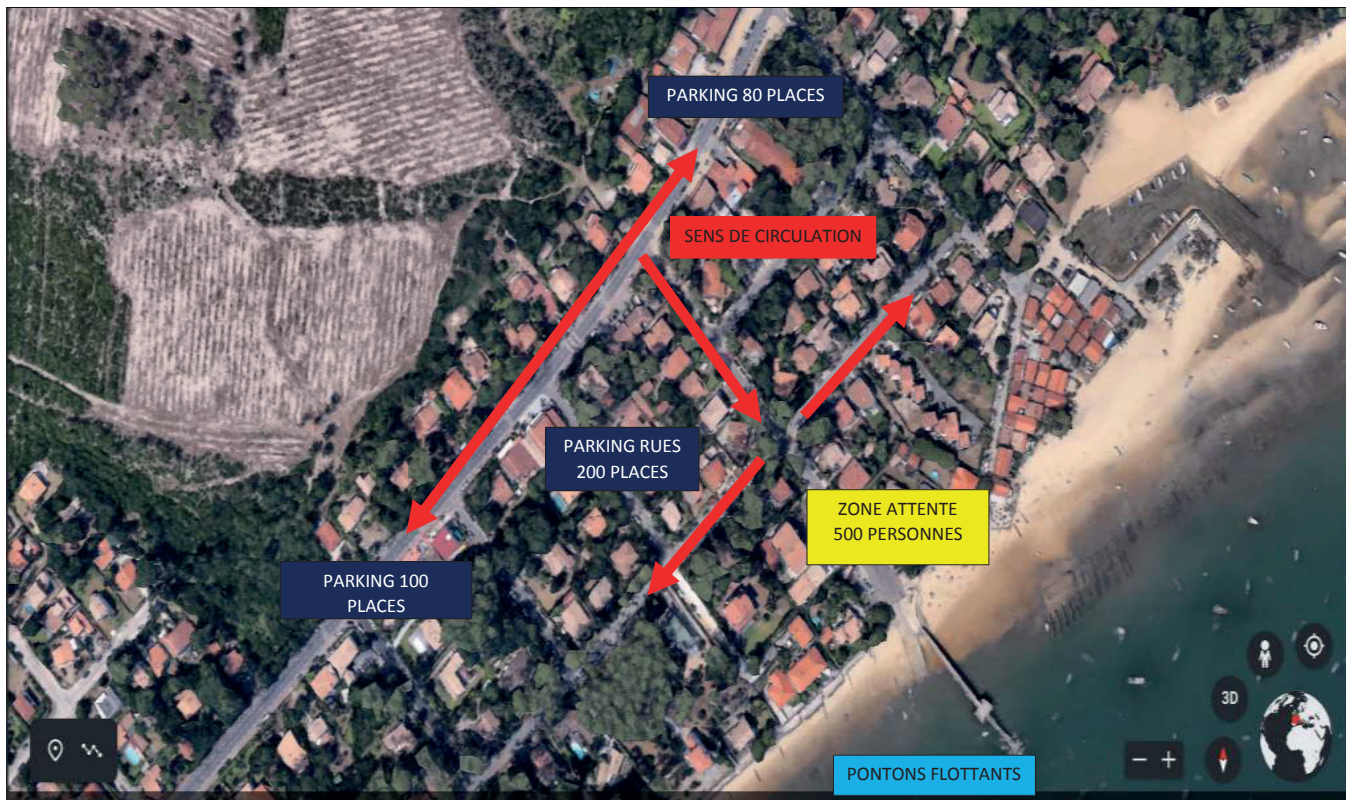 PARKING 80 PLACES
SENS DE CIRCULATION
PARKING RUES
200 PLACES
ZONE ATTENTE
500 PERSONNES
PARKING 100
PLACES
3D
PONTONS FLOTTANTS